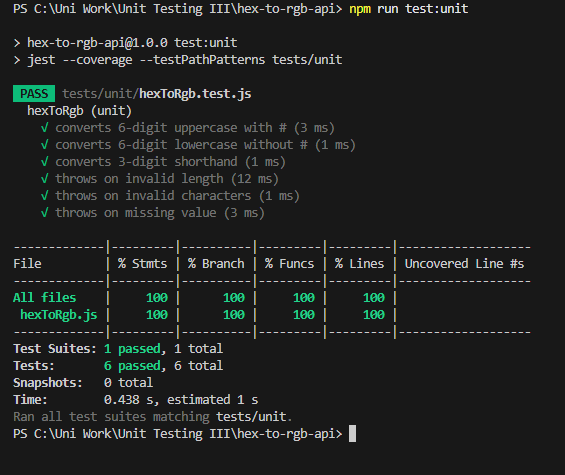 PS C:\Uni Work\Unit Testing III\hex-to-rgb-api> npm run test:unit
> hex-to-rgb-api@1.0.0 test:unit
> jest --coverage --testPathPatterns tests/unit
PASS tests/unit/hexToRgb.test.js
hexToRgb (unit)
√ converts 6-digit uppercase with # (3 ms)
√ converts 6-digit lowercase without # (1 ms)
√ converts 3-digit shorthand (1 ms)
√ throws on invalid length (12 ms)
√ throws on invalid characters (1 ms)
√ throws on missing value (3 ms)
-------------|---------|----------|---------|---------|-------------------
File | % Stmts | % Branch | % Funcs | % Lines | Uncovered Line #s
-------------|---------|----------|---------|---------|-------------------
All files | 100 | 100 | 100 | 100 |
hexToRgb.js | 100 | 100 | 100 | 100 |
-------------|---------|----------|---------|---------|-------------------
Test Suites: 1 passed, 1 total
Tests: 6 passed, 6 total
Snapshots: 0 total
Time: 0.438 s, estimated 1 s
Ran all test suites matching tests/unit.
PS C:\Uni Work\Unit Testing III\hex-to-rgb-api>